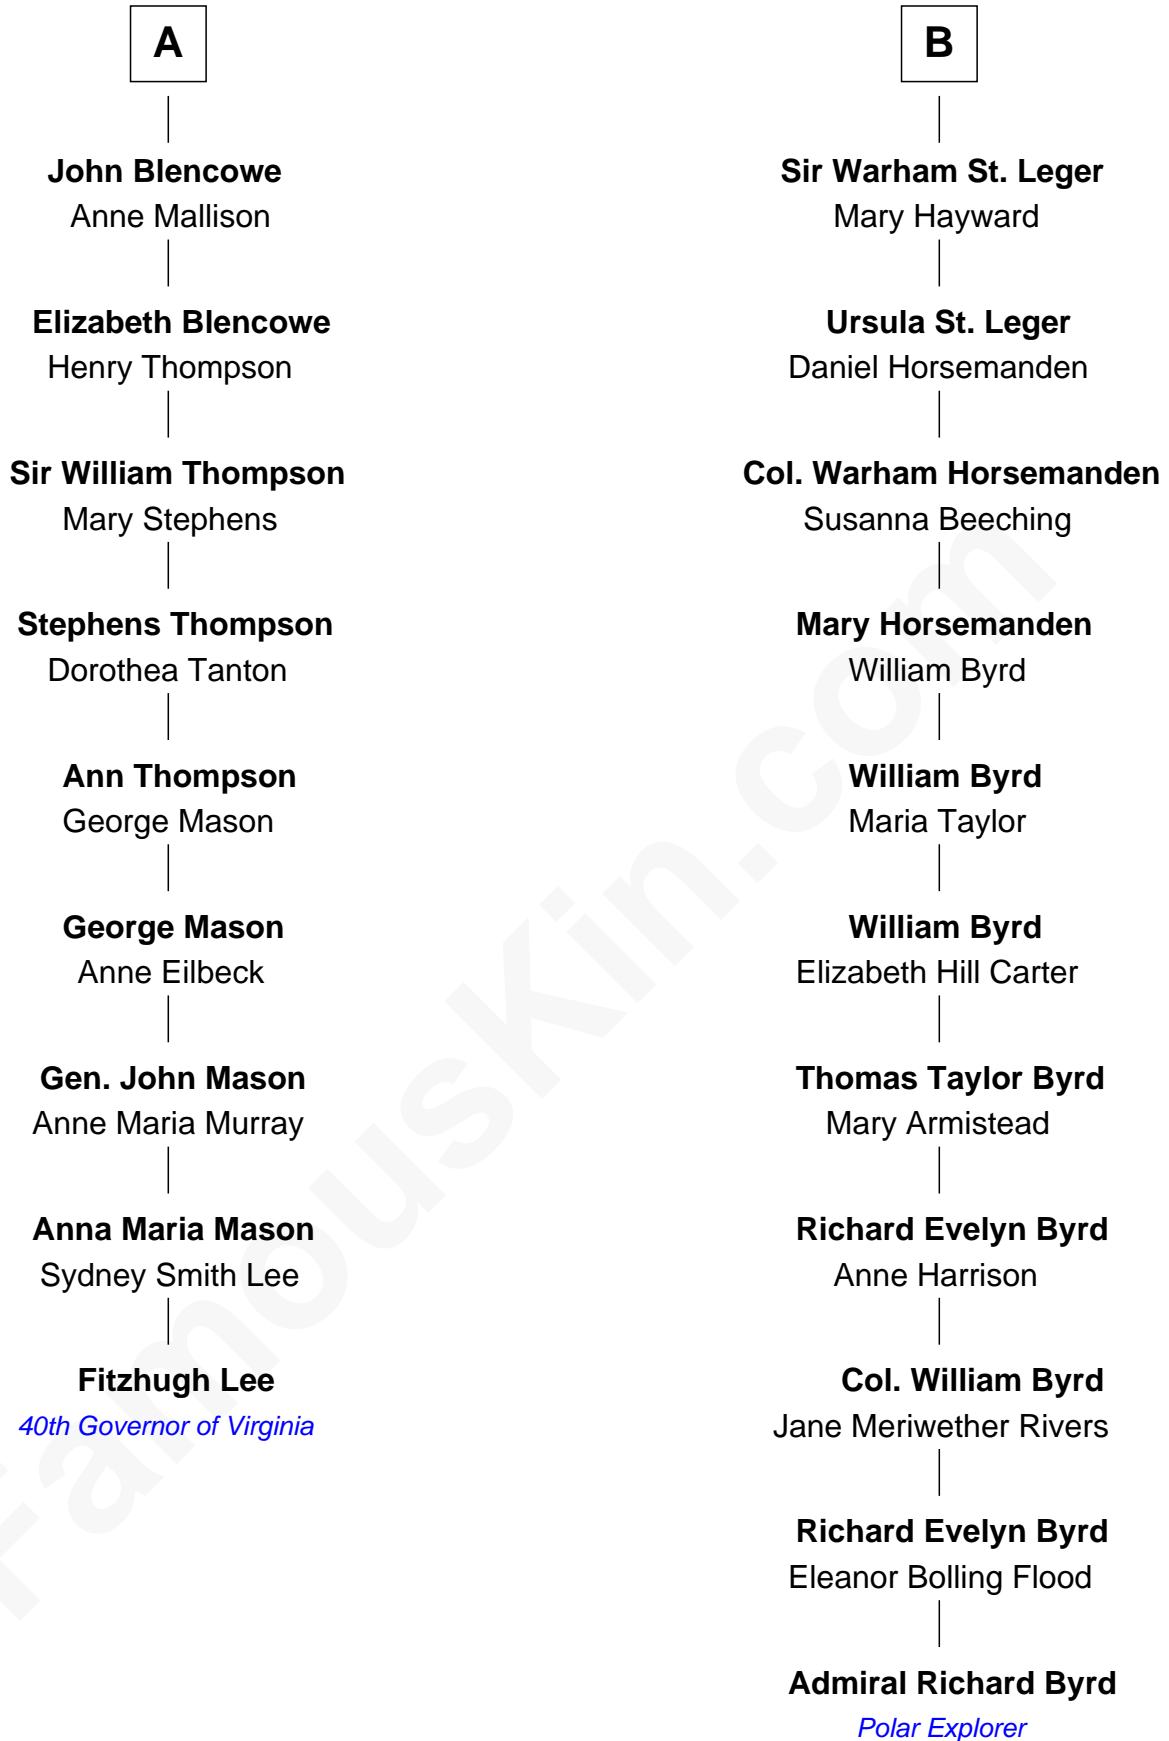 A
John Blencowe
Anne Mallison
Elizabeth Blencowe
Henry Thompson
Sir William Thompson
Mary Stephens
Stephens Thompson
Dorothea Tanton
Ann Thompson
George Mason
George Mason
Anne Eilbeck
Gen. John Mason
Anne Maria Murray
Anna Maria Mason
Sydney Smith Lee
Fitzhugh Lee
40th Governor of Virginia
B
Sir Warham St. Leger
Mary Hayward
Ursula St. Leger
Daniel Horsemanden
Col. Warham Horsemanden
Susanna Beeching
Mary Horsemanden
William Byrd
William Byrd
Maria Taylor
William Byrd
Elizabeth Hill Carter
Thomas Taylor Byrd
Mary Armistead
Richard Evelyn Byrd
Anne Harrison
Col. William Byrd
Jane Meriwether Rivers
Richard Evelyn Byrd
Eleanor Bolling Flood
Admiral Richard Byrd
Polar Explorer
FamousKin.com